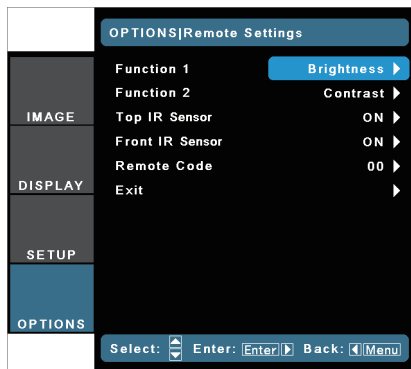 OPTIONS|Remote Settings
Function 1 Brightness
Function 2 Contrast
Top IR Sensor ON
Front IR Sensor ON
Remote Code 00
Exit
IMAGE
DISPLAY
SETUP
OPTIONS
Select: Enter: Enter Back: Menu